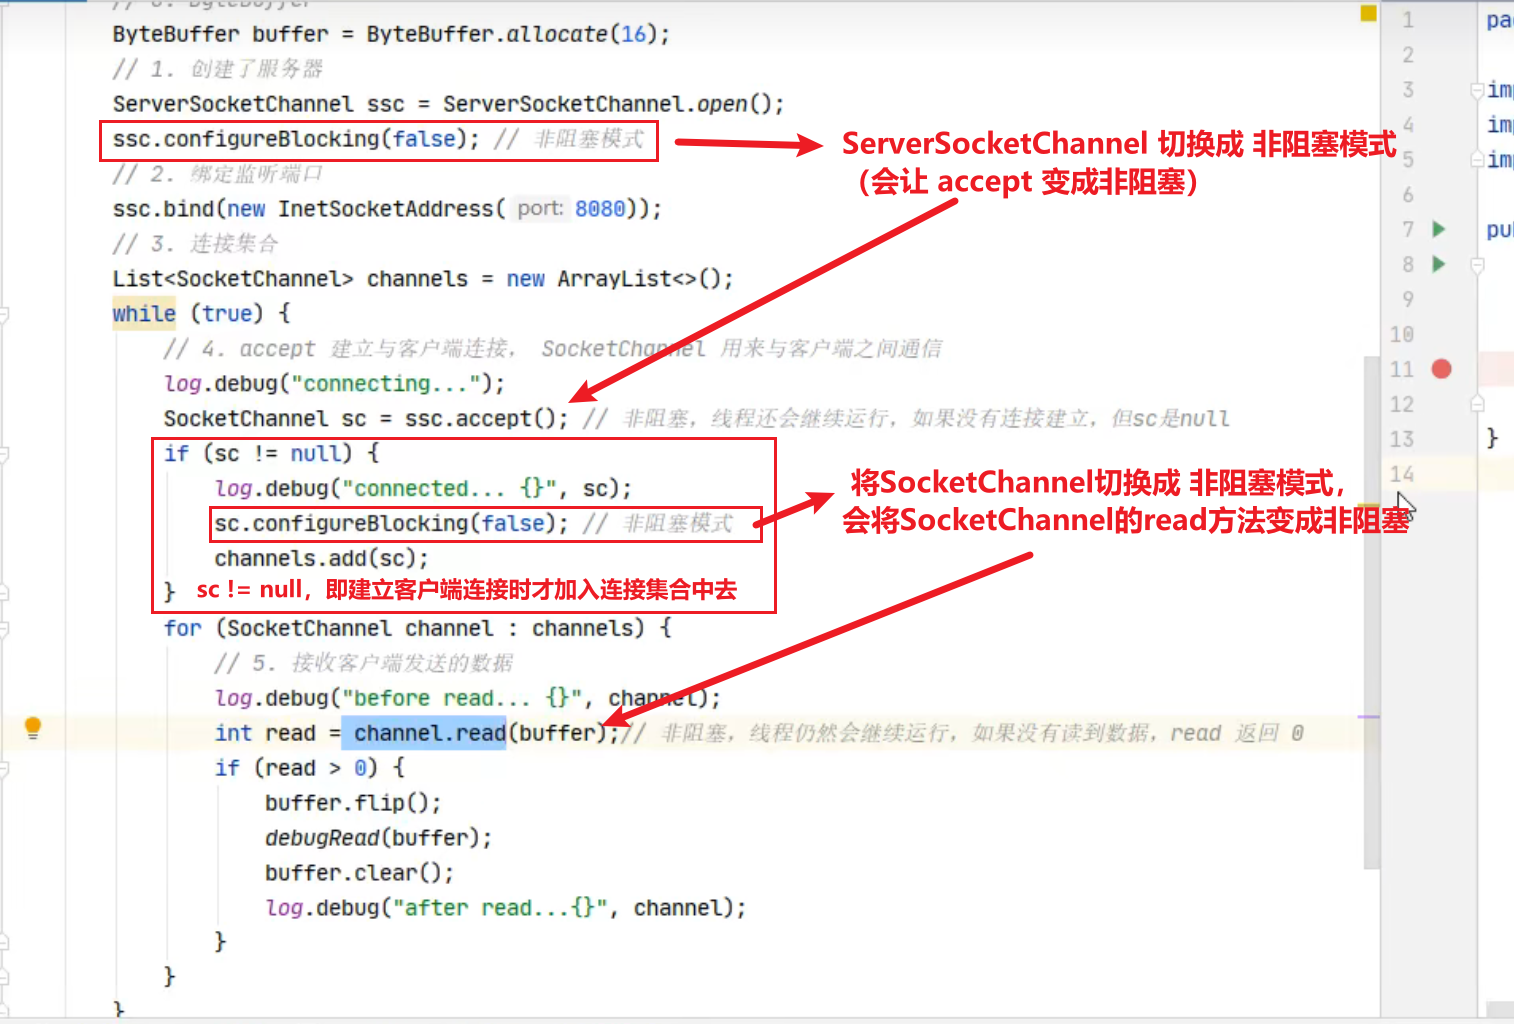 // 0. ByteBuffer
ByteBuffer buffer = ByteBuffer.allocate(16);
// 1. 创建了服务器
ServerSocketChannel ssc = ServerSocketChannel.open();
ssc.configureBlocking(false); // 非阻塞模式
ServerSocketChannel 切换成 非阻塞模式
（会让 accept 变成非阻塞）
// 2. 绑定监听端口
ssc.bind(new InetSocketAddress( port: 8080));
// 3. 连接集合
List<SocketChannel> channels = new ArrayList<>();
while (true) {
// 4. accept 建立与客户端连接， SocketChannel 用来与客户端之间通信
log.debug("connecting...");
SocketChannel sc = ssc.accept(); // 非阻塞，线程还会继续运行，如果没有连接建立，但sc是null
if (sc != null) {
log.debug("connected... {}", sc);
sc.configureBlocking(false); // 非阻塞模式
将SocketChannel切换成 非阻塞模式，
会将SocketChannel的read方法变成非阻塞
channels.add(sc);
} sc != null，即建立客户端连接时才加入连接集合中去
for (SocketChannel channel : channels) {
// 5. 接收客户端发送的数据
log.debug("before read... {}", channel);
int read = channel.read(buffer);// 非阻塞，线程仍然会继续运行，如果没有读到数据，read 返回 0
if (read > 0) {
buffer.flip();
debugRead(buffer);
buffer.clear();
log.debug("after read...{}", channel);
}
}
}
1 pa
2
3 imp
4 im
5 imp
6
7 pub
8
9
10
11
12
13 }
14